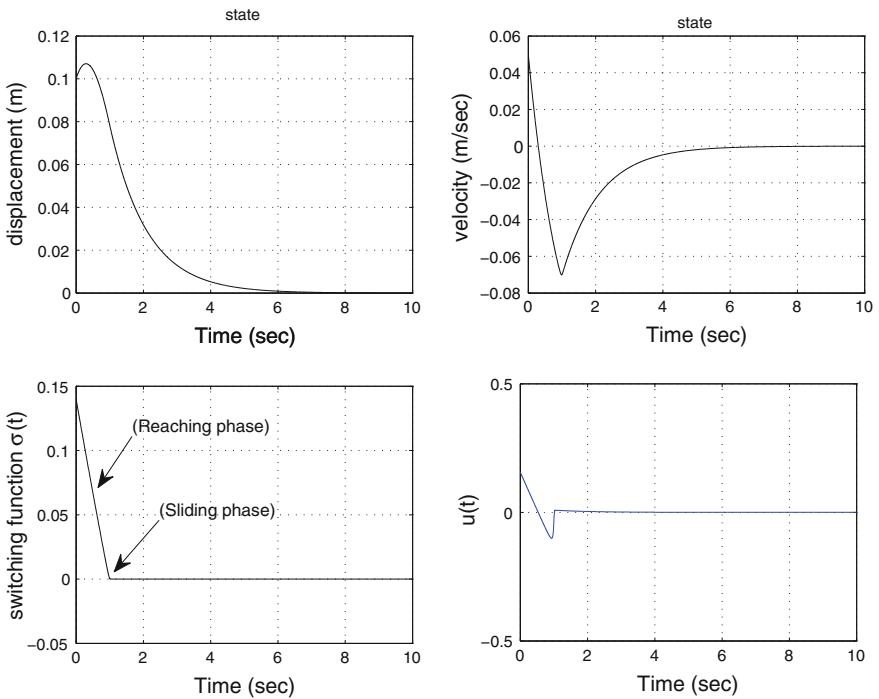 state
0.12
0.1
0.08
0.06
0.04
0.02
0
displacement (m)
0 2 4 6 8 10
Time (sec)
state
0.06
0.04
0.02
0
−0.02
−0.04
−0.06
−0.08
velocity (m/sec)
0 2 4 6 8 10
Time (sec)
0.15
0.1
0.05
0
−0.05
switching function σ(t)
(Reaching phase)
(Sliding phase)
0 2 4 6 8 10
Time (sec)
0.5
0
−0.5
u(t)
0 2 4 6 8 10
Time (sec)